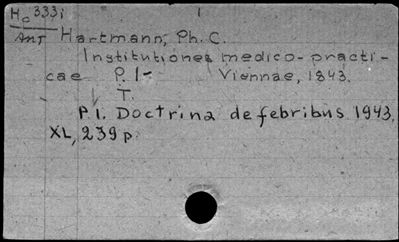 Hc 333i
Ant Hartmann, Ph. C.
Institutiones medico-practi-
cae P. 1- Viennae, 1843.
T.
P. 1. Doctrina de febribus 1943.
XL, 239 p.